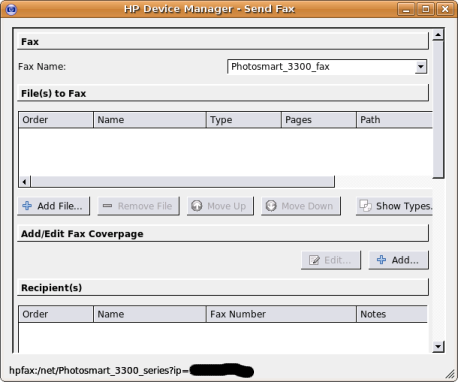 HP Device Manager - Send Fax
Fax
Fax Name: Photosmart_3300_fax
File(s) to Fax
Order Name Type Pages Path
Add File... Remove File Move Up Move Down Show Types.
Add/Edit Fax Coverpage
Edit... Add...
Recipient(s)
Order Name Fax Number Notes
hpfax:/net/Photosmart_3300_series?ip=